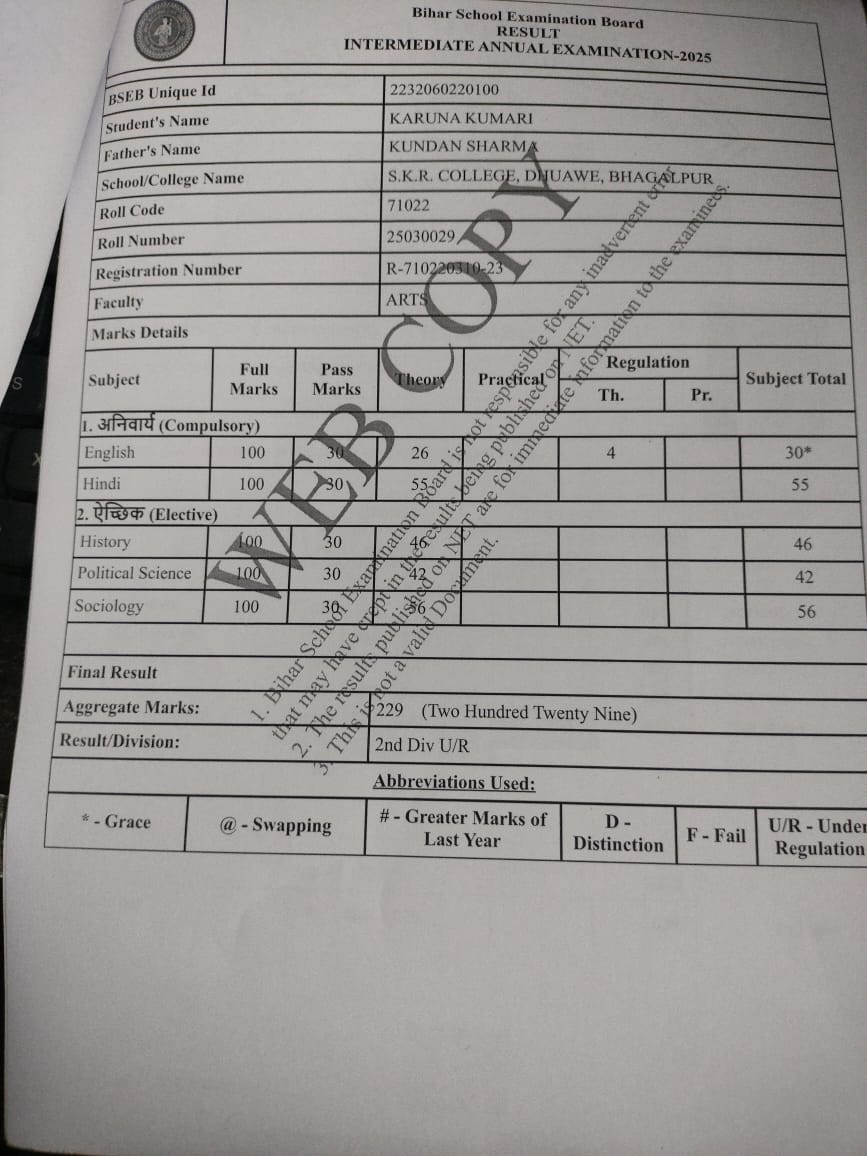 Bihar School Examination Board
RESULT
INTERMEDIATE ANNUAL EXAMINATION-2025
BSEB Unique Id 2232060220100
Student's Name KARUNA KUMARI
Father's Name KUNDAN SHARMA
School/College Name S.K.R. COLLEGE, DHUAWE, BHAGALPUR
Roll Code 71022
Roll Number 25030029
Registration Number R-710220310-23
Faculty ARTS
Marks Details
Subject Full Marks Pass Marks Theory Practical Regulation Th. Pr. Subject Total
1. अनिवार्य (Compulsory)
English 100 30 26 4 30*
Hindi 100 30 55 55
2. ऐच्छिक (Elective)
History 100 30 46 46
Political Science 100 30 42 42
Sociology 100 30 56 56
Final Result
Aggregate Marks: 229 (Two Hundred Twenty Nine)
Result/Division: 2nd Div U/R
Abbreviations Used:
* - Grace @ - Swapping # - Greater Marks of Last Year D - Distinction F - Fail U/R - Under Regulation
WEB COPY
1. Bihar School Examination Board is not responsible for any inadvertent error
that may have crept in the results being published on NET.
2. The results published on NET are for immediate information to the examinees.
3. This is not a valid Document.